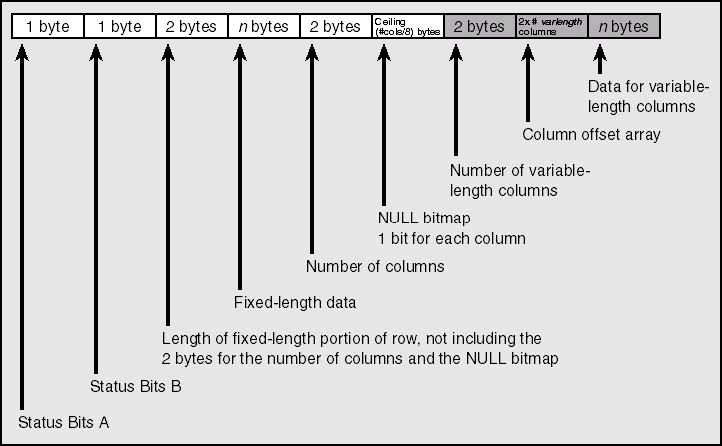 1 byte
1 byte
2 bytes
n bytes
2 bytes
Ceiling
(#cols/8) bytes
2 bytes
2x # varlength
columns
n bytes
Data for variable-
length columns
Column offset array
Number of variable-
length columns
NULL bitmap
1 bit for each column
Number of columns
Fixed-length data
Length of fixed-length portion of row, not including the
2 bytes for the number of columns and the NULL bitmap
Status Bits B
Status Bits A